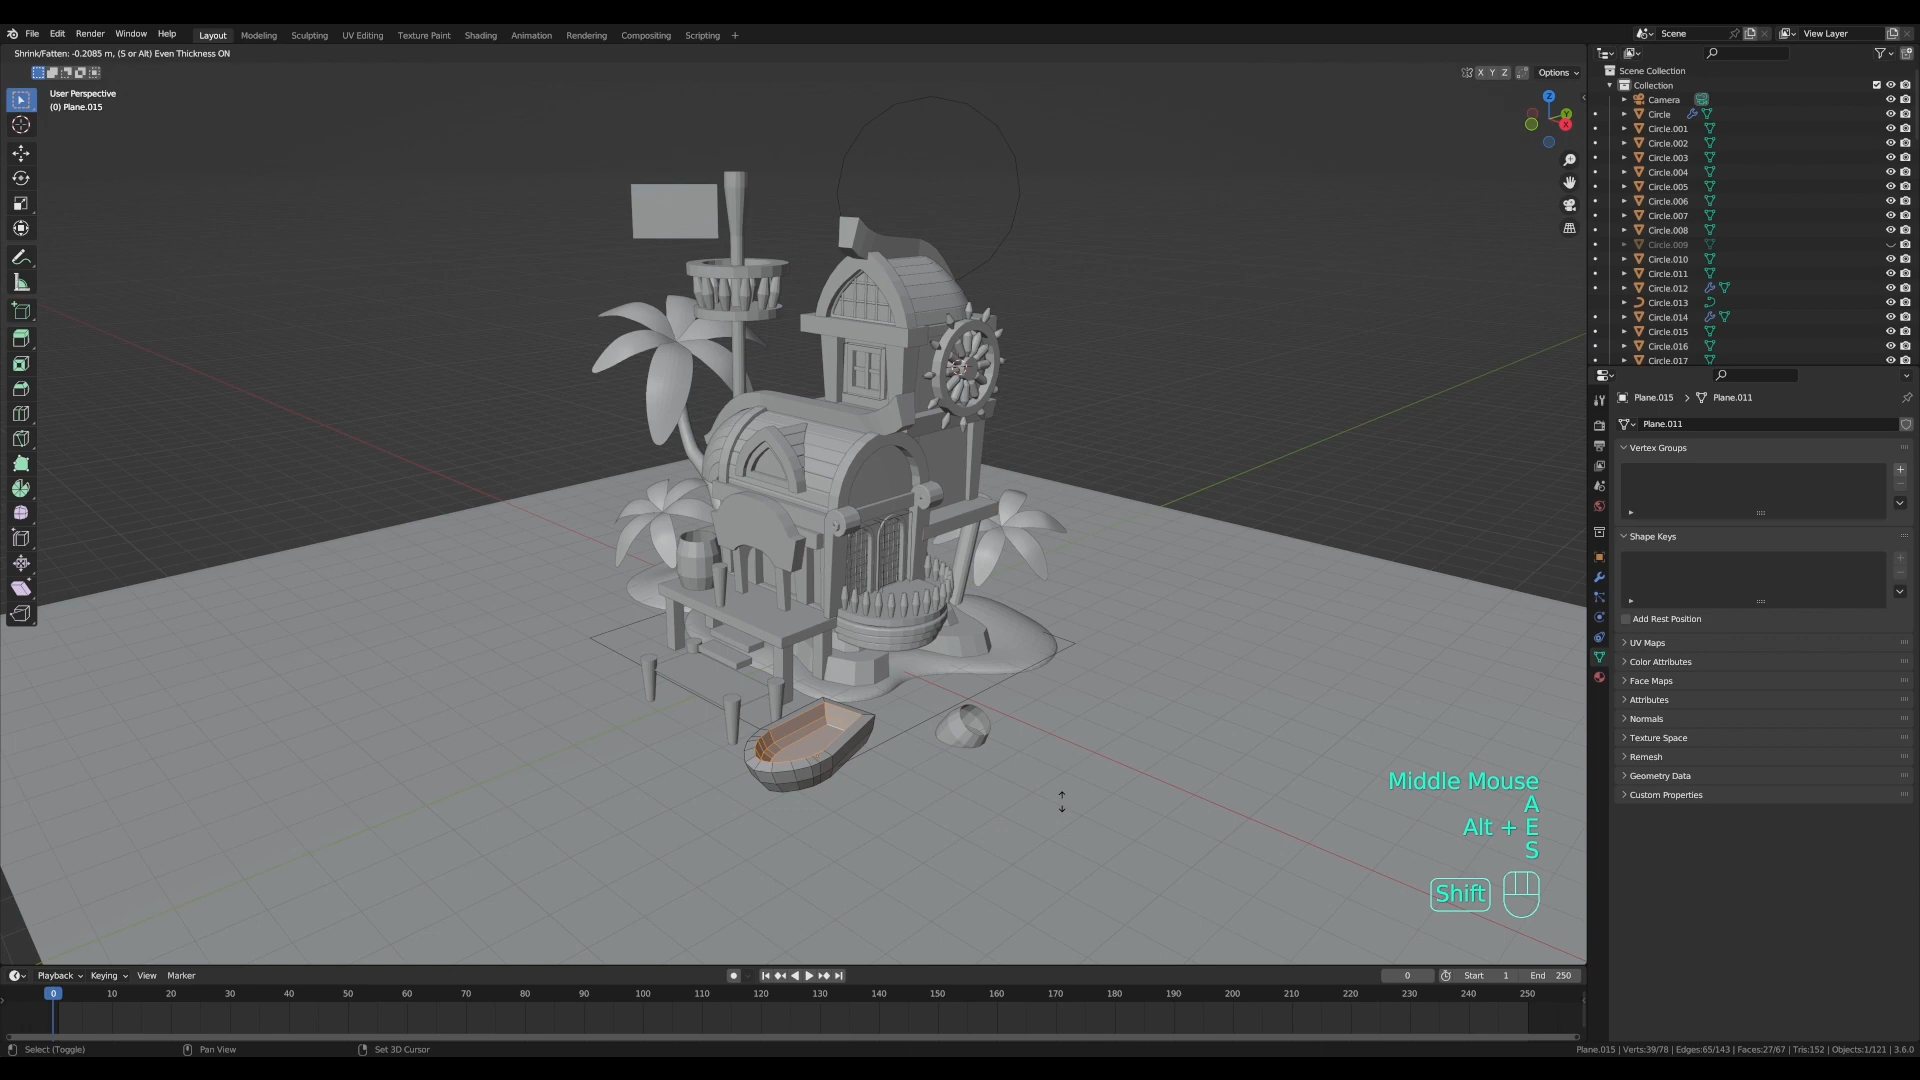 File Edit Render Window Help Layout Modeling Sculpting UV Editing Texture Paint Shading Animation Rendering Compositing Scripting + Scene View Layer
Shrink/Fatten: -0.2085 m, (S or Alt) Even Thickness ON
X Y Z Options
User Perspective
(0) Plane.015
Z
Y
X
Scene Collection
Collection
Camera
Circle
Circle.001
Circle.002
Circle.003
Circle.004
Circle.005
Circle.006
Circle.007
Circle.008
Circle.009
Circle.010
Circle.011
Circle.012
Circle.013
Circle.014
Circle.015
Circle.016
Circle.017
Plane.015 > Plane.011
Plane.011
Vertex Groups
Shape Keys
Add Rest Position
UV Maps
Color Attributes
Face Maps
Attributes
Normals
Texture Space
Remesh
Geometry Data
Custom Properties
Middle Mouse
A
Alt + E
S
Shift
Playback Keying View Marker 0 Start 1 End 250
0 10 20 30 40 50 60 70 80 90 100 110 120 130 140 150 160 170 180 190 200 210 220 230 240 250
Select (Toggle) Pan View Set 3D Cursor Plane.015 | Verts:39/78 | Edges:65/143 | Faces:27/67 | Tris:152 | Objects:1/121 | 3.6.0